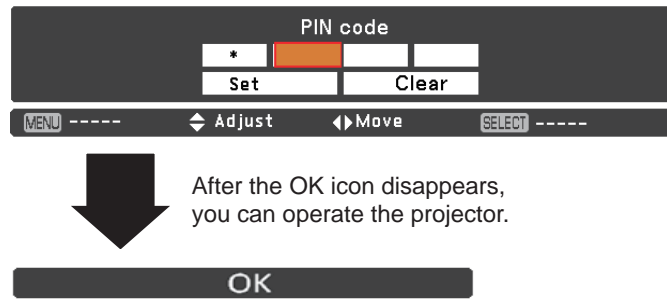 PIN code
*
Set Clear
MENU ----- Adjust Move SELECT -----
After the OK icon disappears,
you can operate the projector.
OK